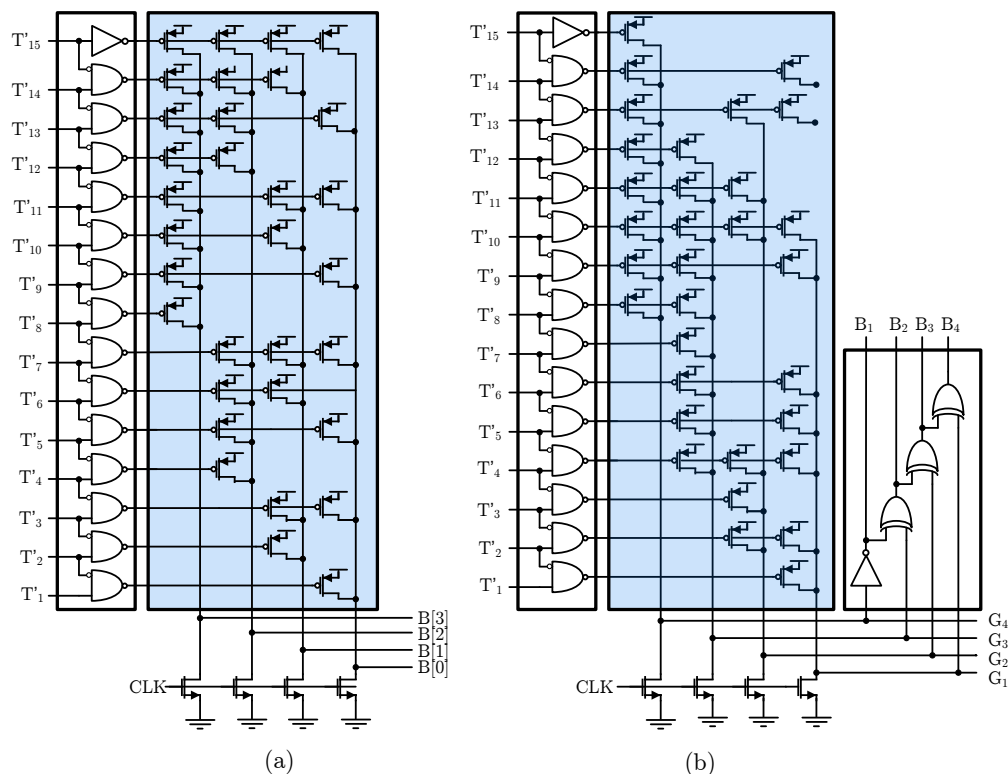 T'15
T'14
T'13
T'12
T'11
T'10
T'9
T'8
T'7
T'6
T'5
T'4
T'3
T'2
T'1
B[3]
B[2]
B[1]
B[0]
CLK
(a)
T'15
T'14
T'13
T'12
T'11
T'10
T'9
T'8
T'7
T'6
T'5
T'4
T'3
T'2
T'1
B1 B2 B3 B4
G4
G3
G2
G1
CLK
(b)